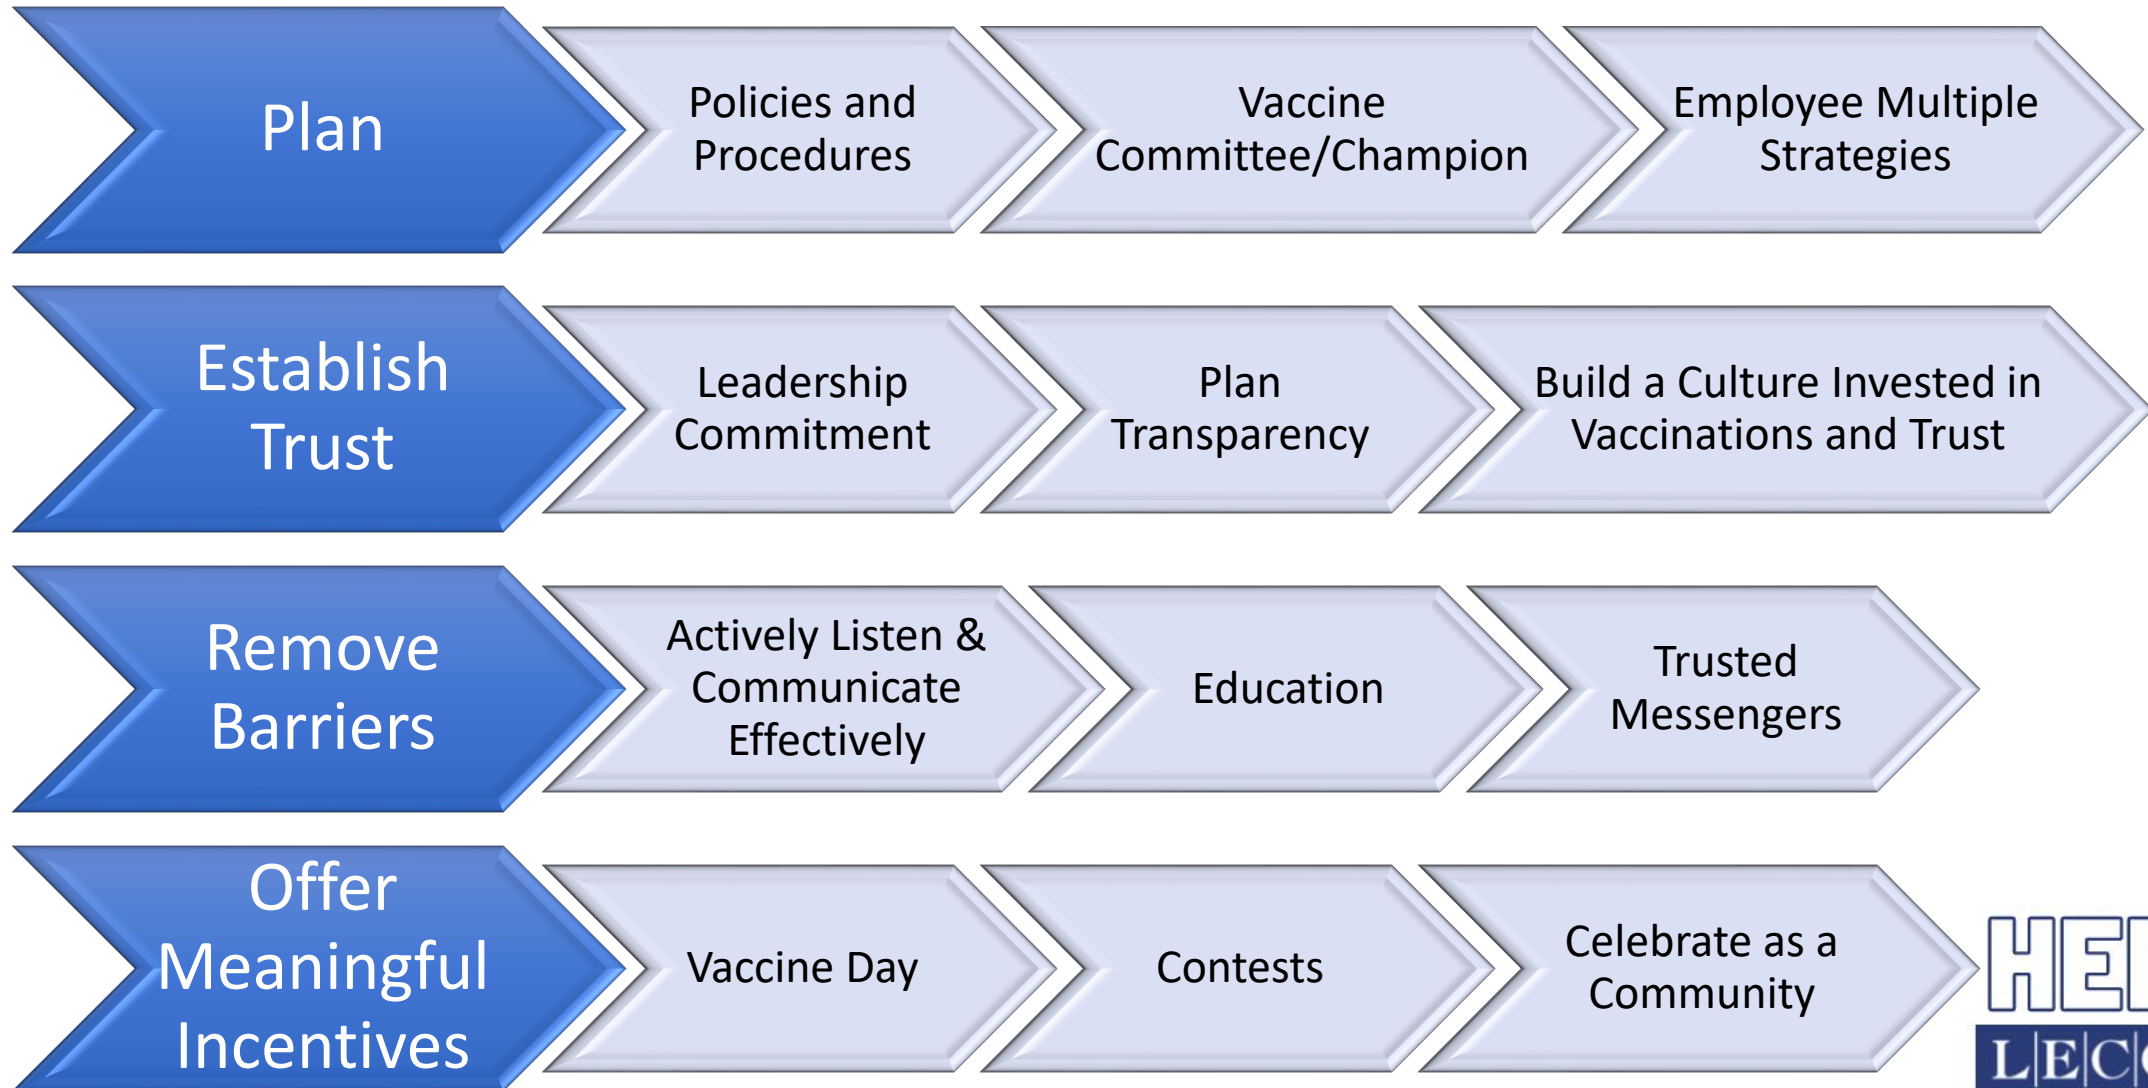 Plan
Policies and
Procedures
Vaccine
Committee/Champion
Employee Multiple
Strategies
Establish
Trust
Leadership
Commitment
Plan
Transparency
Build a Culture Invested in
Vaccinations and Trust
Remove
Barriers
Actively Listen &
Communicate
Effectively
Education
Trusted
Messengers
Offer
Meaningful
Incentives
Vaccine Day
Contests
Celebrate as a
Community